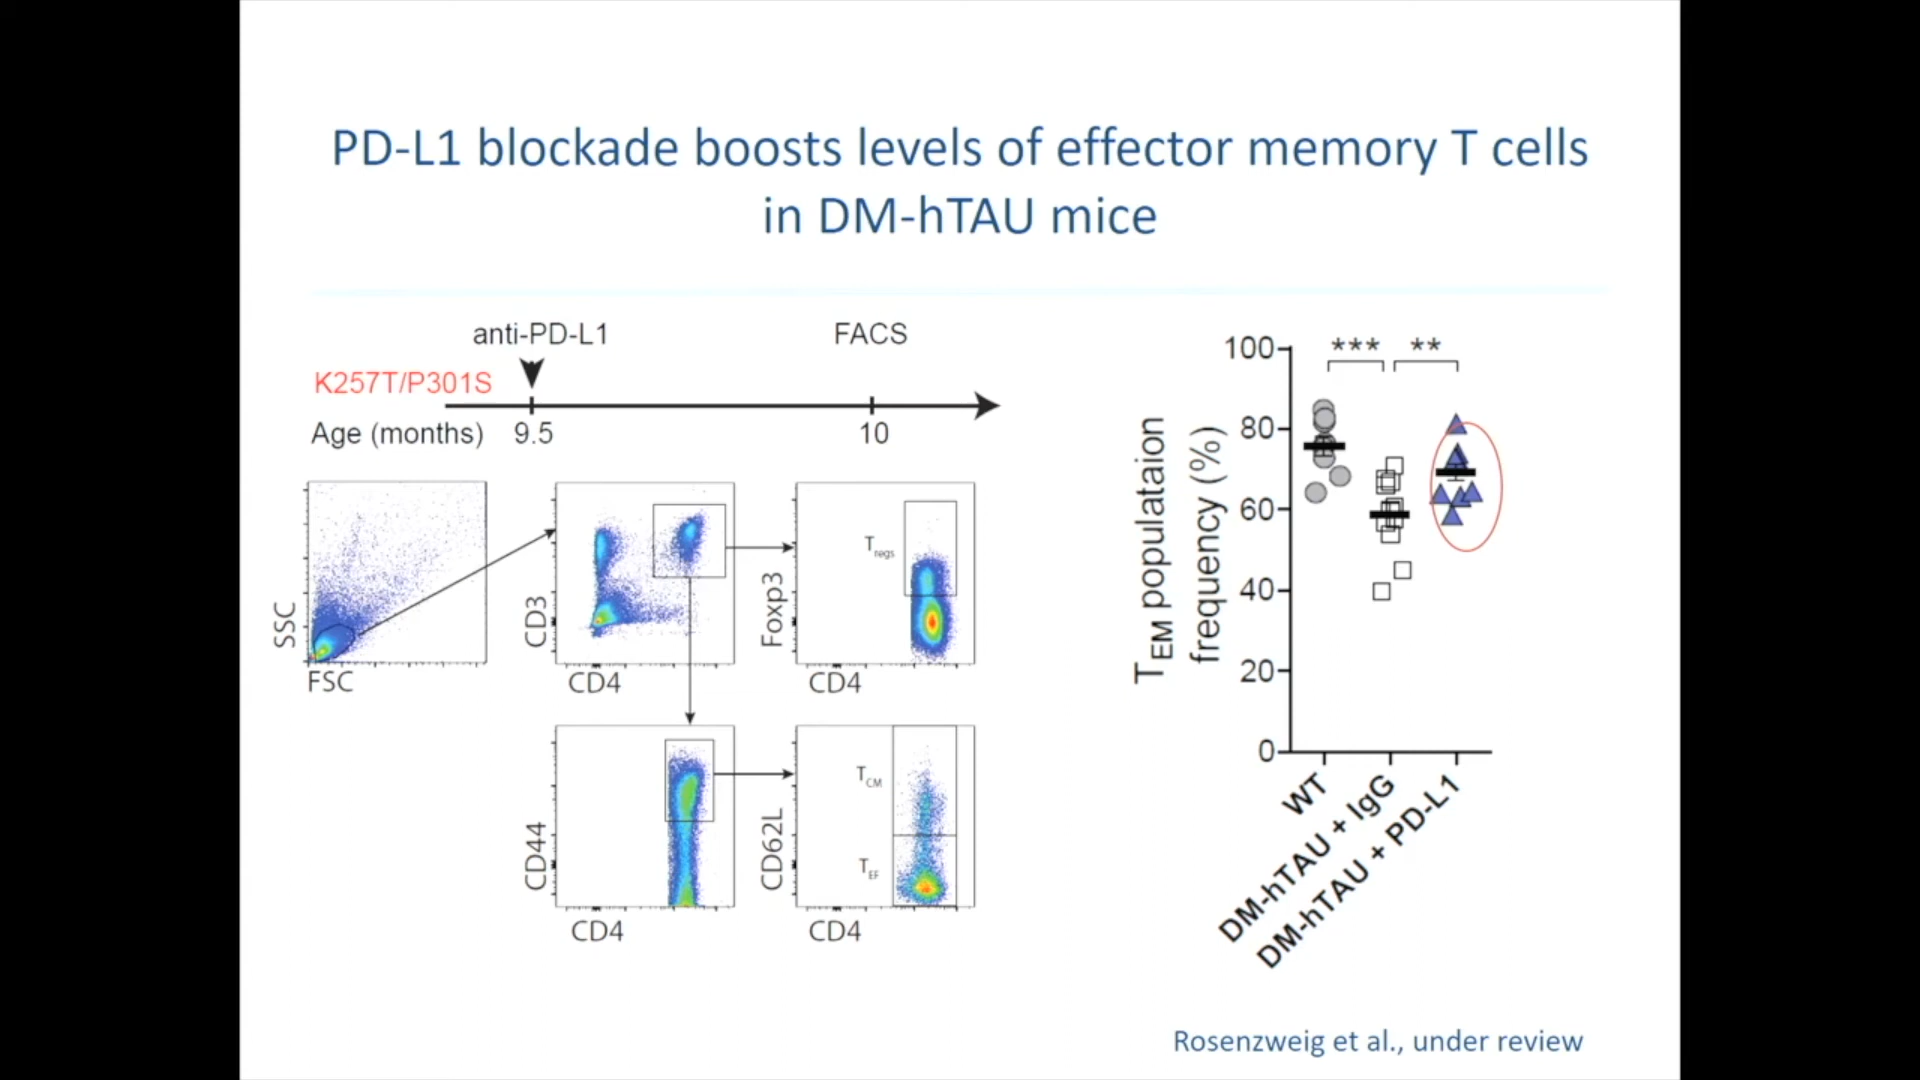 PD-L1 blockade boosts levels of effector memory T cells
in DM-hTAU mice
anti-PD-L1
FACS
K257T/P301S
Age (months)
9.5
10
SSC
FSC
CD3
CD4
Foxp3
Tregs
CD4
CD44
CD4
CD62L
TCM
TEF
CD4
TEM populataion
frequency (%)
100
80
60
40
20
0
***
**
WT
DM-hTAU + IgG
DM-hTAU + PD-L1
Rosenzweig et al., under review